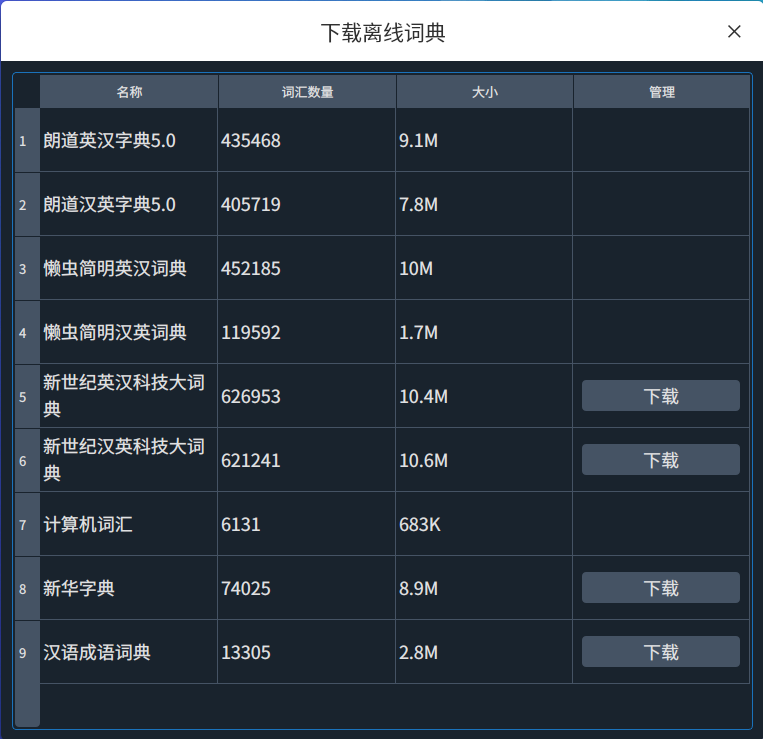 下载离线词典
名称 词汇数量 大小 管理
1 朗道英汉字典5.0 435468 9.1M
2 朗道汉英字典5.0 405719 7.8M
3 懒虫简明英汉词典 452185 10M
4 懒虫简明汉英词典 119592 1.7M
5 新世纪英汉科技大词
典 626953 10.4M 下载
6 新世纪汉英科技大词
典 621241 10.6M 下载
7 计算机词汇 6131 683K
8 新华字典 74025 8.9M 下载
9 汉语成语词典 13305 2.8M 下载